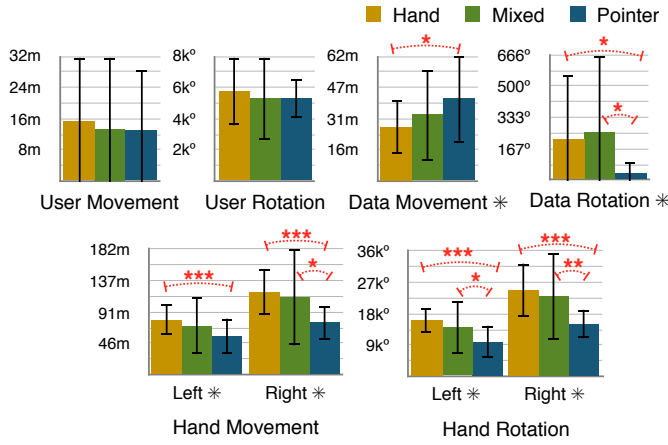 Hand Mixed Pointer
32m
24m
16m
8m
User Movement
8kº
6kº
4kº
2kº
User Rotation
62m
47m
31m
16m
*
Data Movement ✳
666º
500º
333º
167º
*
*
Data Rotation ✳
182m
137m
91m
46m
***
***
*
Left ✳ Right ✳
Hand Movement
36kº
27kº
18kº
9kº
***
*
***
**
Left ✳ Right ✳
Hand Rotation